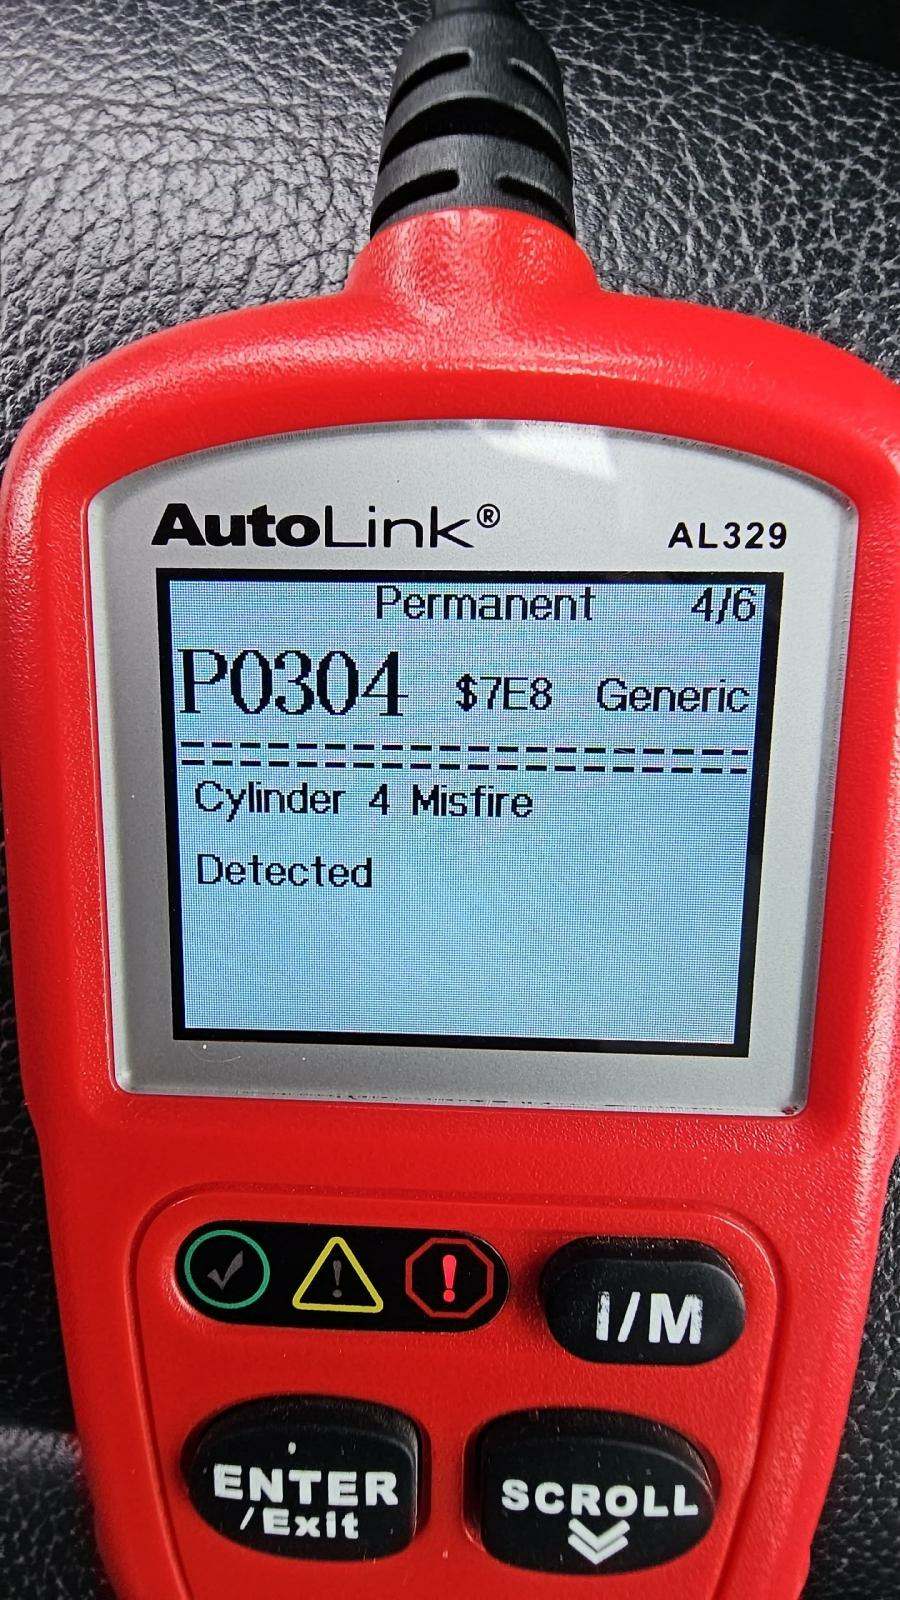 AutoLink®
AL329
Permanent 4/6
P0304 $7E8 Generic
Cylinder 4 Misfire
Detected
I/M
ENTER
/Exit
SCROLL